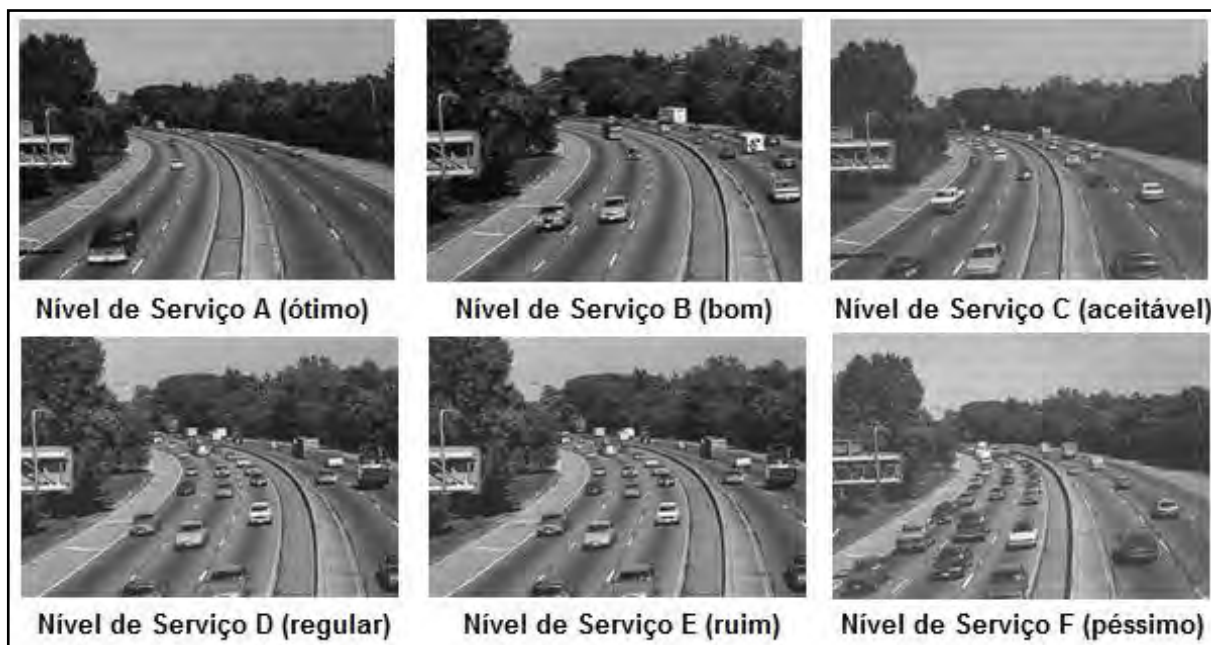 Nível de Serviço A (ótimo)
Nível de Serviço B (bom)
Nível de Serviço C (aceitável)
Nível de Serviço D (regular)
Nível de Serviço E (ruim)
Nível de Serviço F (péssimo)